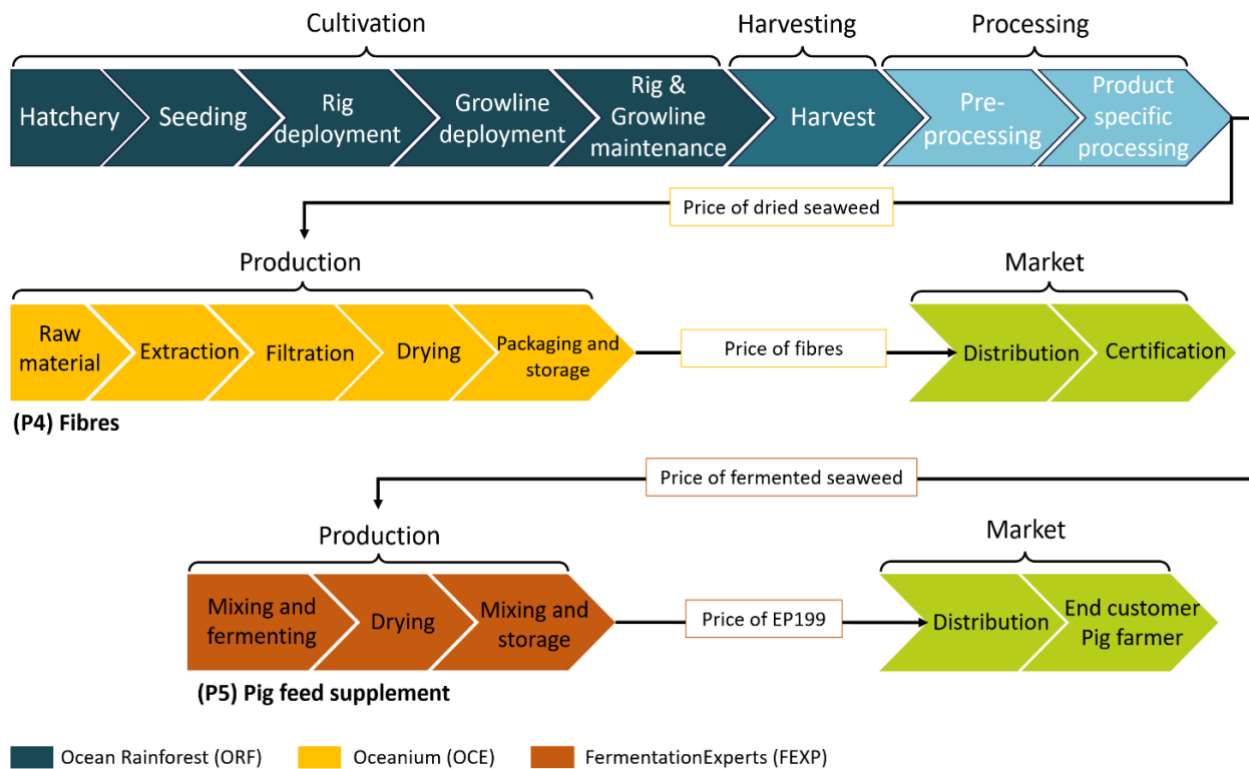 Cultivation
Harvesting
Processing
Hatchery
Seeding
Rig
deployment
Growline
deployment
Rig &
Growline
maintenance
Harvest
Pre-
processing
Product
specific
processing
Price of dried seaweed
Production
Market
Raw
material
Extraction
Filtration
Drying
Packaging and
storage
Price of fibres
Distribution
Certification
(P4) Fibres
Price of fermented seaweed
Production
Market
Mixing and
fermenting
Drying
Mixing and
storage
Price of EP199
Distribution
End customer
Pig farmer
(P5) Pig feed supplement
Ocean Rainforest (ORF)
Oceanium (OCE)
FermentationExperts (FEXP)